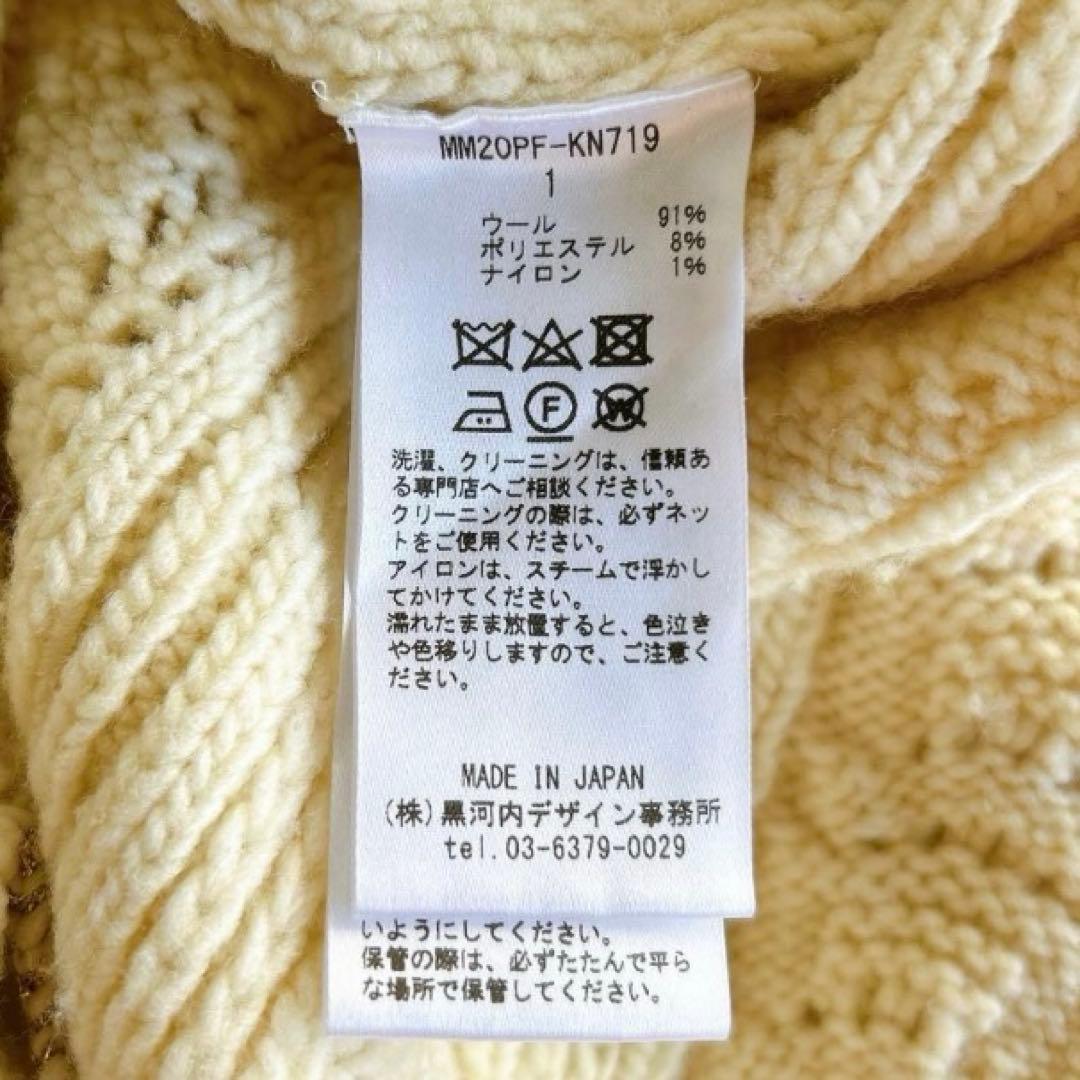 MM20PF-KN719
1
ウール 91%
ポリエステル 8%
ナイロン 1%
F
W
洗濯、クリーニングは、信頼あ
る専門店へご相談ください。
クリーニングの際は、必ずネッ
トをご使用ください。
アイロンは、スチームで浮かし
てかけてください。
濡れたまま放置すると、色泣き
や色移りしますので、ご注意く
ださい。
MADE IN JAPAN
(株)黒河内デザイン事務所
tel.03-6379-0029
いようにしてください。
保管の際は、必ずたたんで平ら
な場所で保管してください。